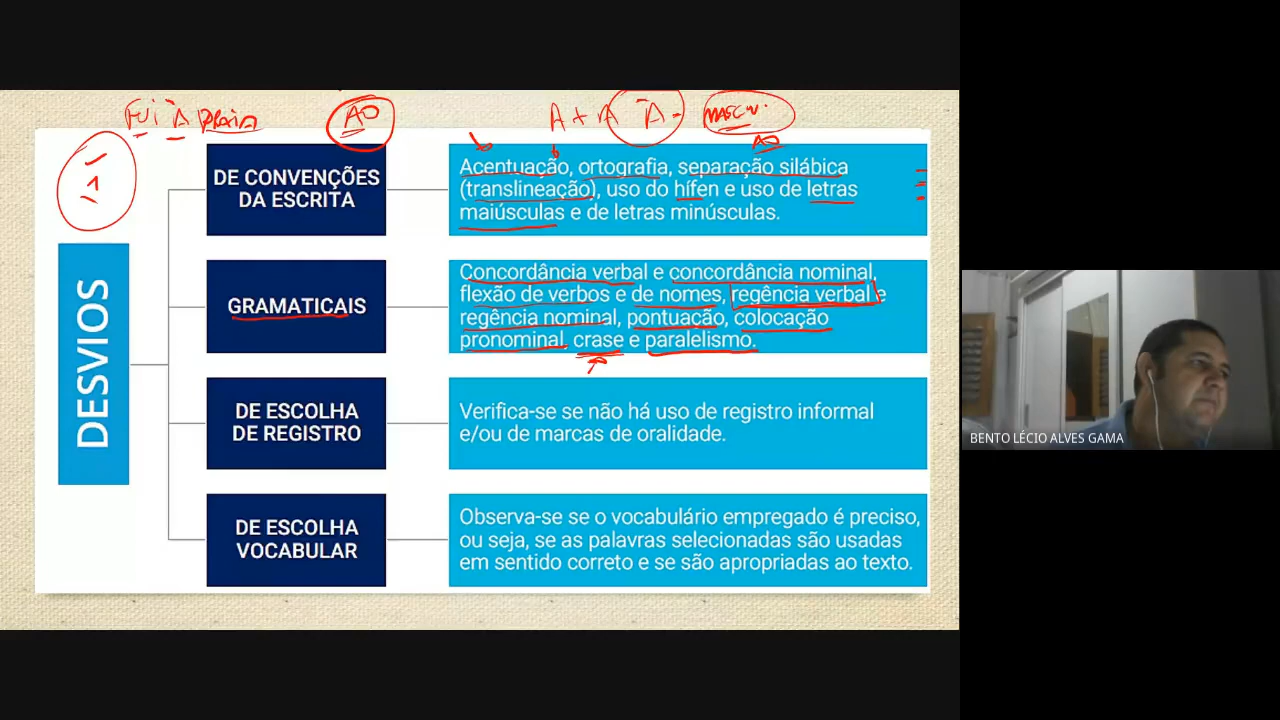 FUI À PRAIA
AO
A + A
À -
MASCU.
AO
DESVIOS
DE CONVENÇÕES
DA ESCRITA
Acentuação, ortografia, separação silábica
(translineação), uso do hífen e uso de letras
maiúsculas e de letras minúsculas.
GRAMATICAIS
Concordância verbal e concordância nominal,
flexão de verbos e de nomes, regência verbal e
regência nominal, pontuação, colocação
pronominal, crase e paralelismo.
DE ESCOLHA
DE REGISTRO
Verifica-se se não há uso de registro informal
e/ou de marcas de oralidade.
DE ESCOLHA
VOCABULAR
Observa-se se o vocabulário empregado é preciso,
ou seja, se as palavras selecionadas são usadas
em sentido correto e se são apropriadas ao texto.
BENTO LÉCIO ALVES GAMA